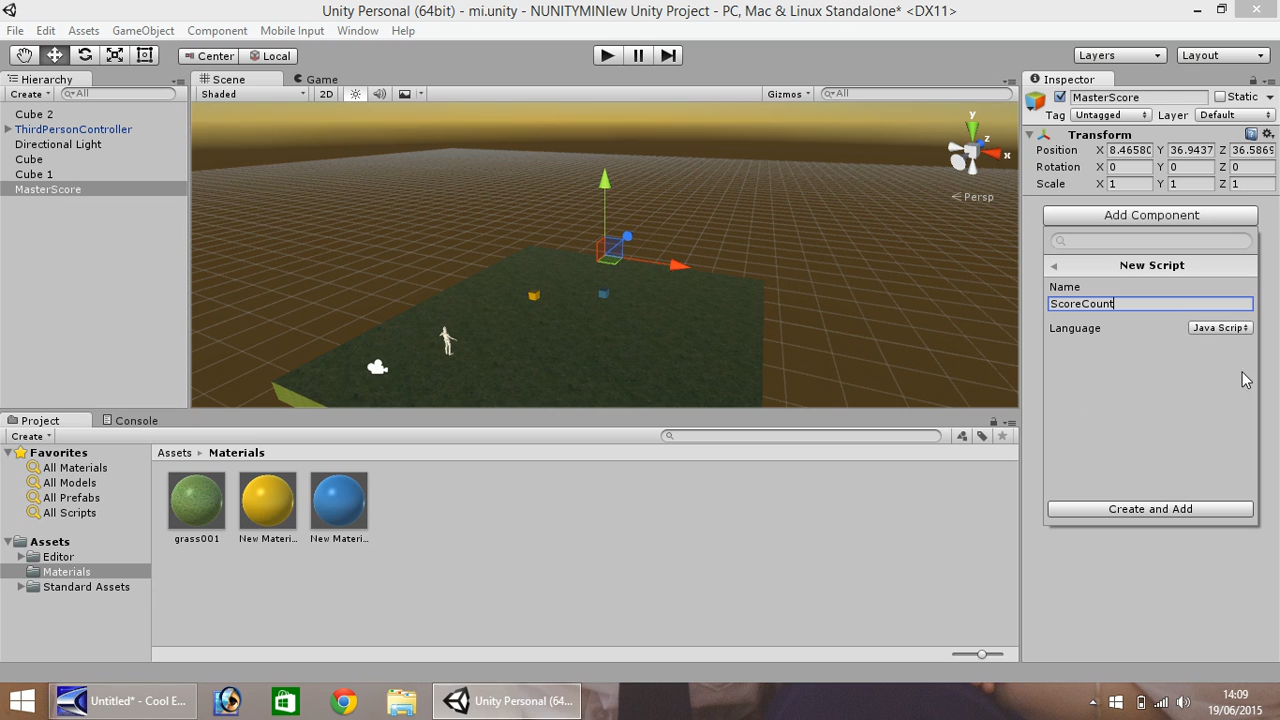 Unity Personal (64bit) - mi.unity - NUNITYMINIew Unity Project - PC, Mac & Linux Standalone* <DX11>
File Edit Assets GameObject Component Mobile Input Window Help
Center Local Layers Layout
Hierarchy Scene Game Inspector
Create All Shaded 2D Gizmos All MasterScore Static
Cube 2
ThirdPersonController
Directional Light
Cube
Cube 1
MasterScore
y
z
x
Persp
Tag Untagged Layer Default
Transform
Position X 8.46580 Y 36.9437 Z 36.5869
Rotation X 0 Y 0 Z 0
Scale X 1 Y 1 Z 1
Add Component
New Script
Name
ScoreCount
Language Java Scrip
Create and Add
Project Console
Create
Favorites
All Materials
All Models
All Prefabs
All Scripts
Assets
Editor
Materials
Standard Assets
Assets Materials
grass001 New Materi... New Materi...
Untitled* - Cool E... Unity Personal (64...
14:09
19/06/2015